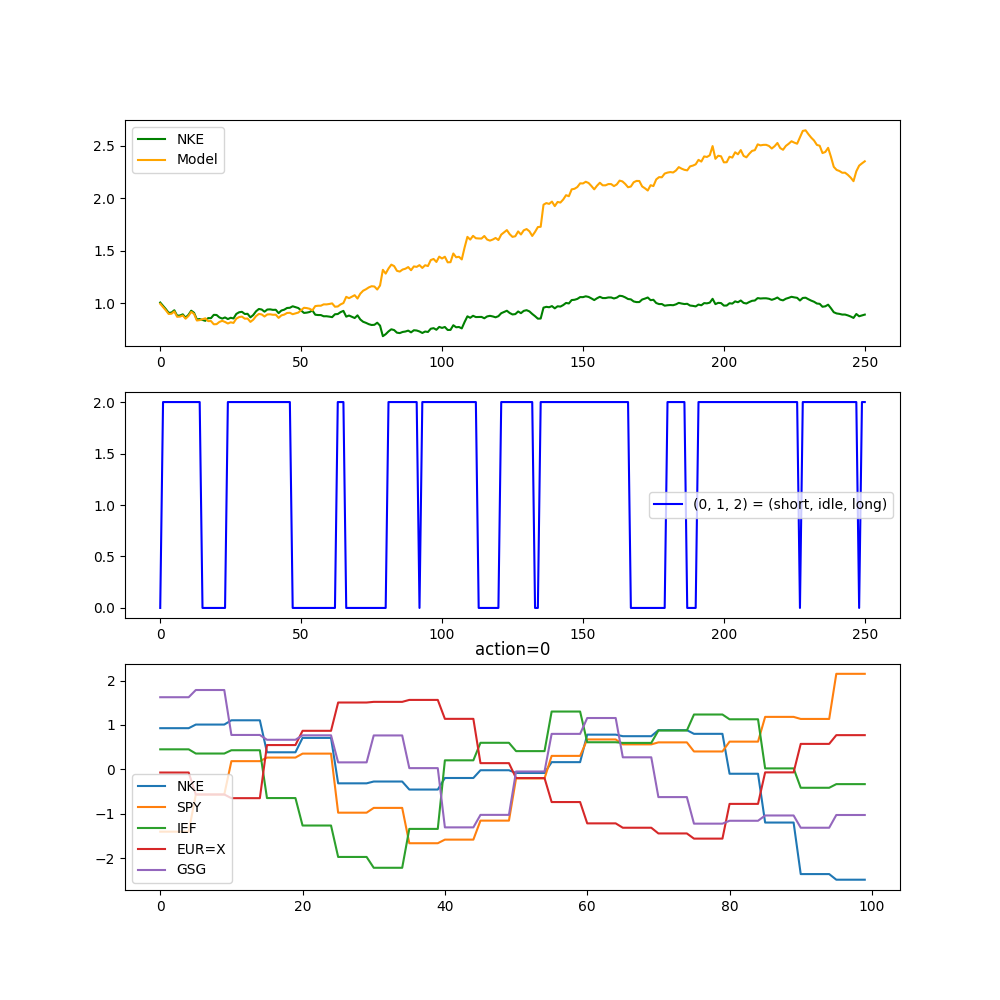 NKE
Model
2.5
2.0
1.5
1.0
0 50 100 150 200 250
2.0
1.5
1.0
0.5
0.0
(0, 1, 2) = (short, idle, long)
0 50 100 150 200 250
action=0
2
1
0
−1
−2
NKE
SPY
IEF
EUR=X
GSG
0 20 40 60 80 100